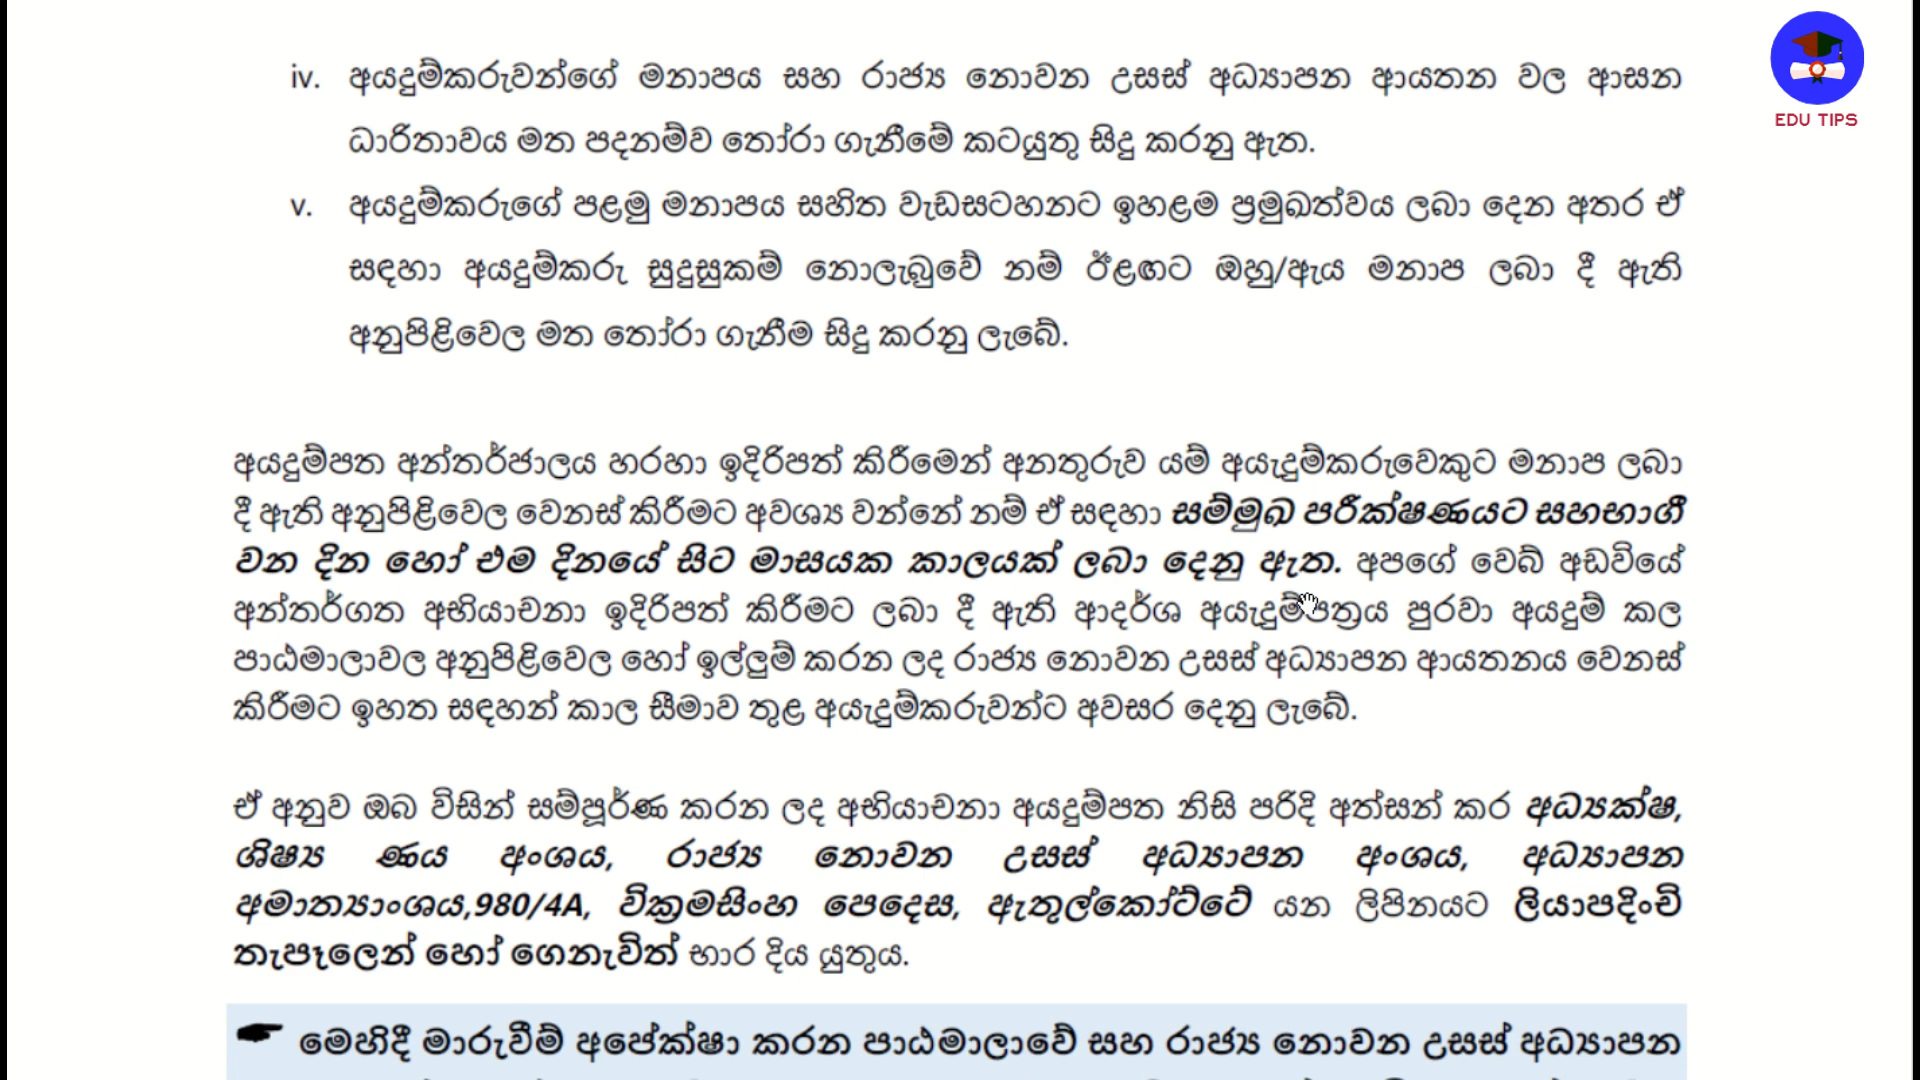 EDU TIPS
iv. අයදුම්කරුවන්ගේ මනාපය සහ රාජ්‍ය නොවන උසස් අධ්‍යාපන ආයතන වල ආසන
ධාරිතාවය මත පදනම්ව තෝරා ගැනීමේ කටයුතු සිදු කරනු ඇත.
v. අයදුම්කරුගේ පළමු මනාපය සහිත වැඩසටහනට ඉහළම ප්‍රමුඛත්වය ලබා දෙන අතර ඒ
සඳහා අයදුම්කරු සුදුසුකම් නොලැබුවේ නම් ඊළඟට ඔහු/ඇය මනාප ලබා දී ඇති
අනුපිළිවෙල මත තෝරා ගැනීම සිදු කරනු ලැබේ.
අයදුම්පත අන්තර්ජාලය හරහා ඉදිරිපත් කිරීමෙන් අනතුරුව යම් අයැදුම්කරුවෙකුට මනාප ලබා
දී ඇති අනුපිළිවෙල වෙනස් කිරීමට අවශ්‍ය වන්නේ නම් ඒ සඳහා සම්මුඛ පරීක්ෂණයට සහභාගී
වන දින හෝ එම දිනයේ සිට මාසයක කාලයක් ලබා දෙනු ඇත. අපගේ වෙබ් අඩවියේ
අන්තර්ගත අභියාචනා ඉදිරිපත් කිරීමට ලබා දී ඇති ආදර්ශ අයැදුම්පත්‍රය පුරවා අයදුම් කල
පාඨමාලාවල අනුපිළිවෙල හෝ ඉල්ලුම් කරන ලද රාජ්‍ය නොවන උසස් අධ්‍යාපන ආයතනය වෙනස්
කිරීමට ඉහත සඳහන් කාල සීමාව තුළ අයැදුම්කරුවන්ට අවසර දෙනු ලැබේ.
ඒ අනුව ඔබ විසින් සම්පූර්ණ කරන ලද අභියාචනා අයදුම්පත නිසි පරිදි අත්සන් කර අධ්‍යක්ෂ,
ශිෂ්‍ය ණය අංශය, රාජ්‍ය නොවන උසස් අධ්‍යාපන අංශය, අධ්‍යාපන
අමාත්‍යාංශය,980/4A, වික්‍රමසිංහ පෙදෙස, ඇතුල්කෝට්ටේ යන ලිපිනයට ලියාපදිංචි
තැපෑලෙන් හෝ ගෙනැවිත් භාර දිය යුතුය.
මෙහිදී මාරුවීම් අපේක්ෂා කරන පාඨමාලාවේ සහ රාජ්‍ය නොවන උසස් අධ්‍යාපන